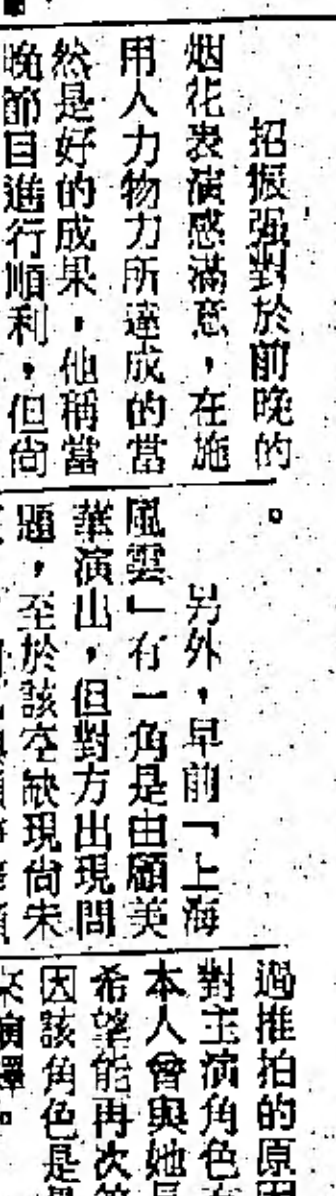 招振强對於前晚的
烟花表演感滿意，在施
用人力物力所達成的當
然是好的成果，他稱當
晚節目進行順利，但尚
。
另外，早前「上海
風雲」有一角是由顧美
華演出，但對方出現問
題，至於該空缺現尚未
過推拍的原因
對主演角色
本人曾與她
希望能再次
因該角色是
來演繹。